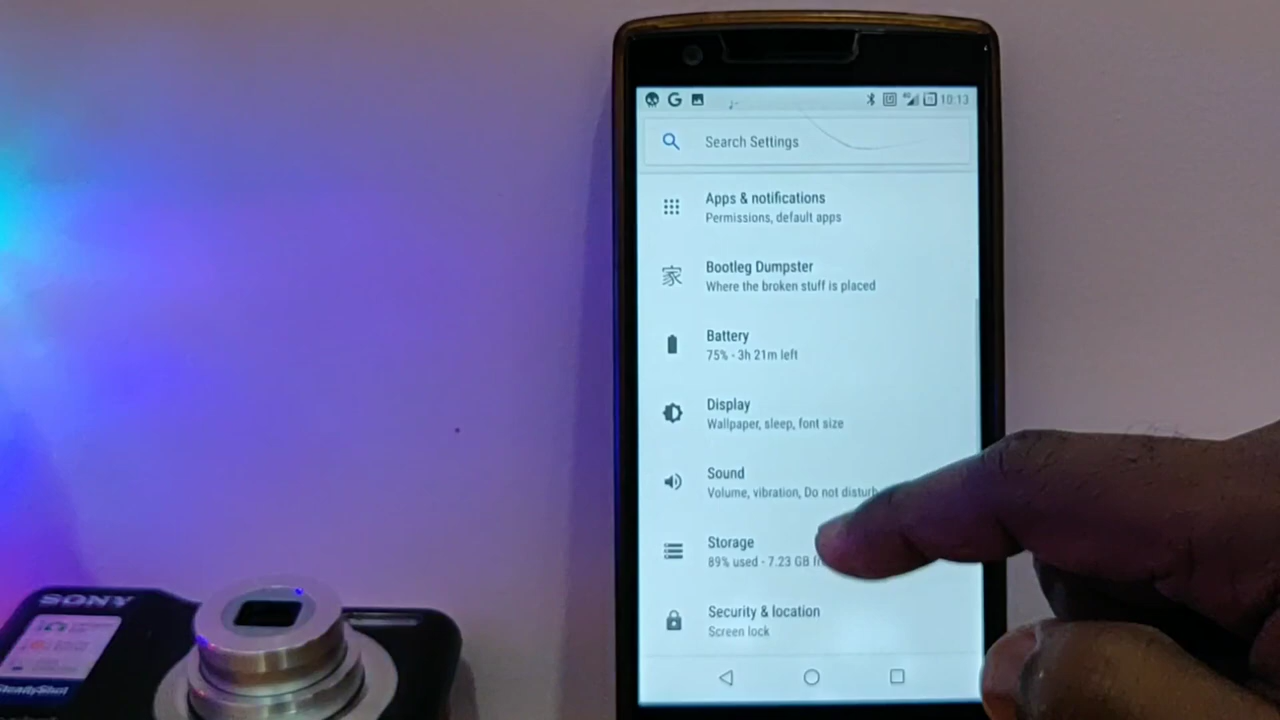 10:13
Search Settings
Apps & notifications
Permissions, default apps
家
Bootleg Dumpster
Where the broken stuff is placed
Battery
75% - 3h 21m left
Display
Wallpaper, sleep, font size
Sound
Volume, vibration, Do not disturb
Storage
89% used - 7.23 GB
Security & location
Screen lock
SONY
SteadyShot